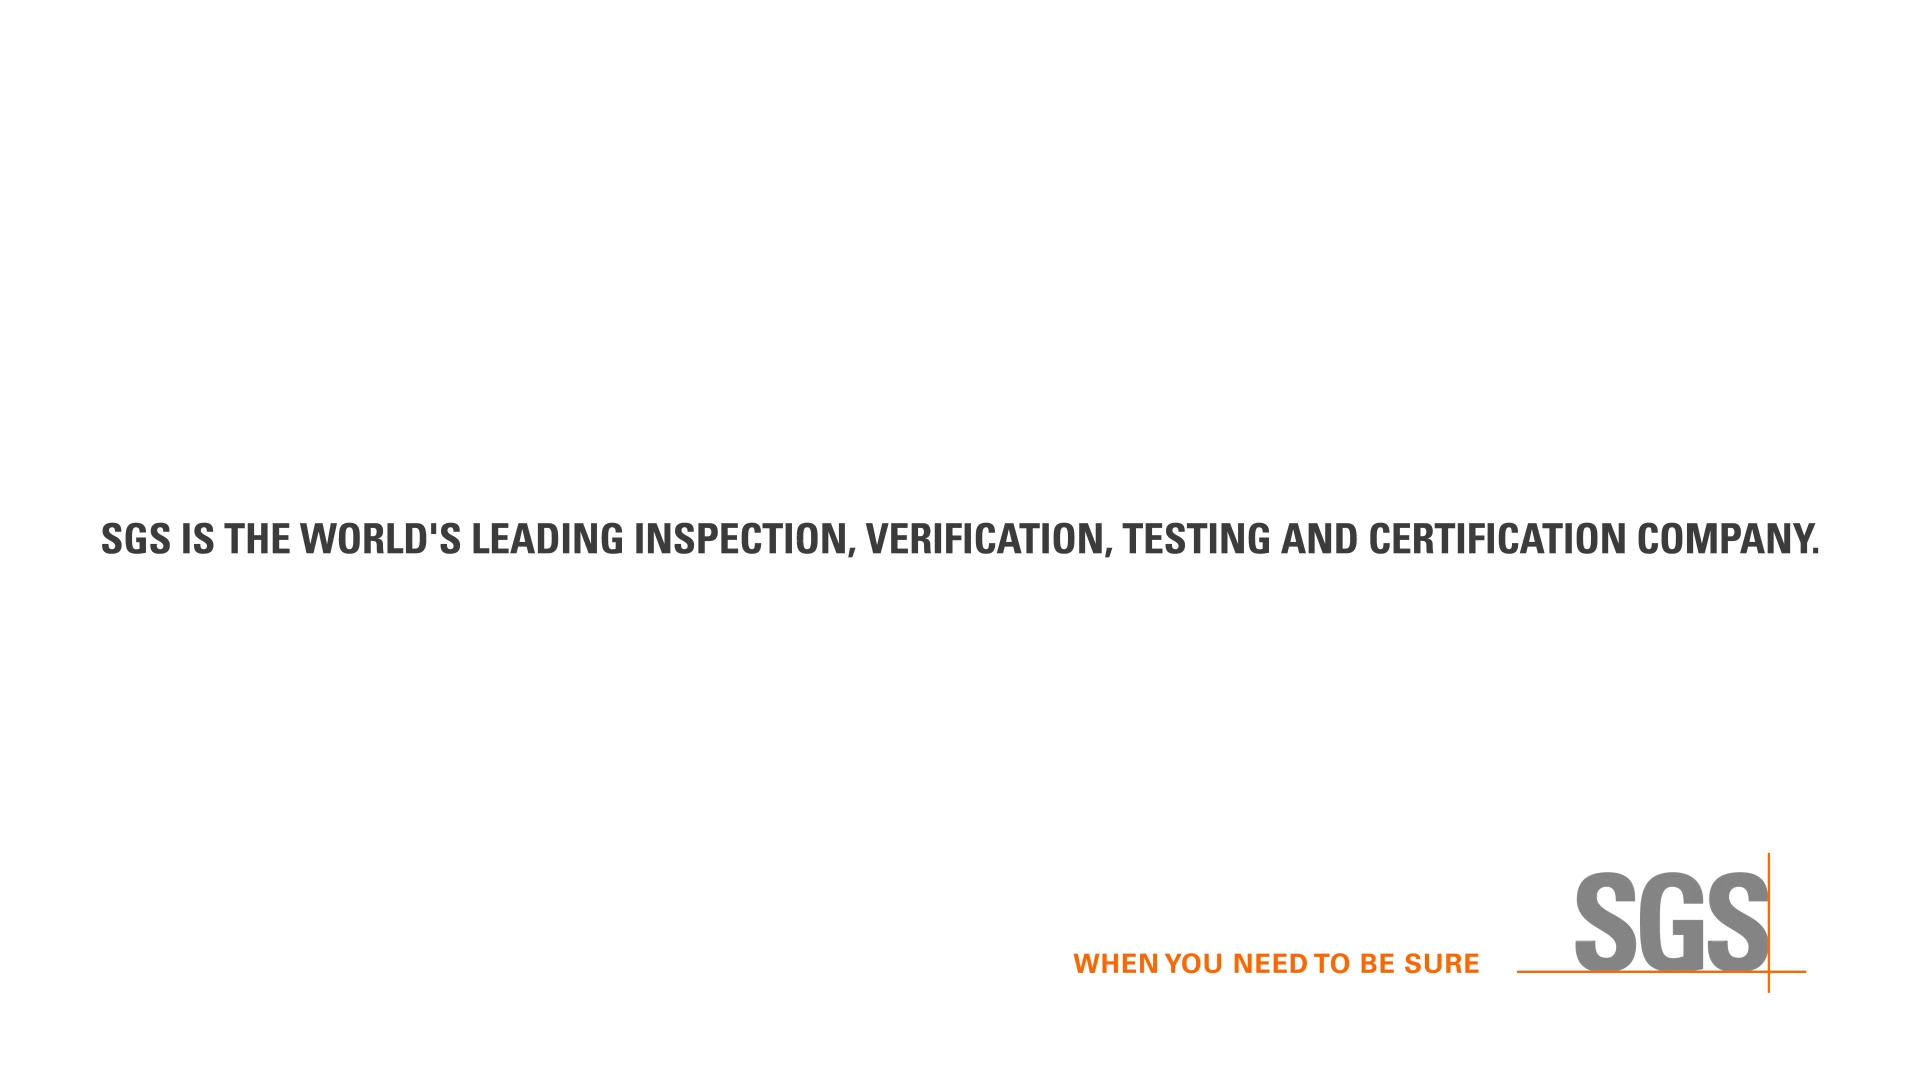 SGS IS THE WORLD'S LEADING INSPECTION, VERIFICATION, TESTING AND CERTIFICATION COMPANY.
WHEN YOU NEED TO BE SURE
SGS